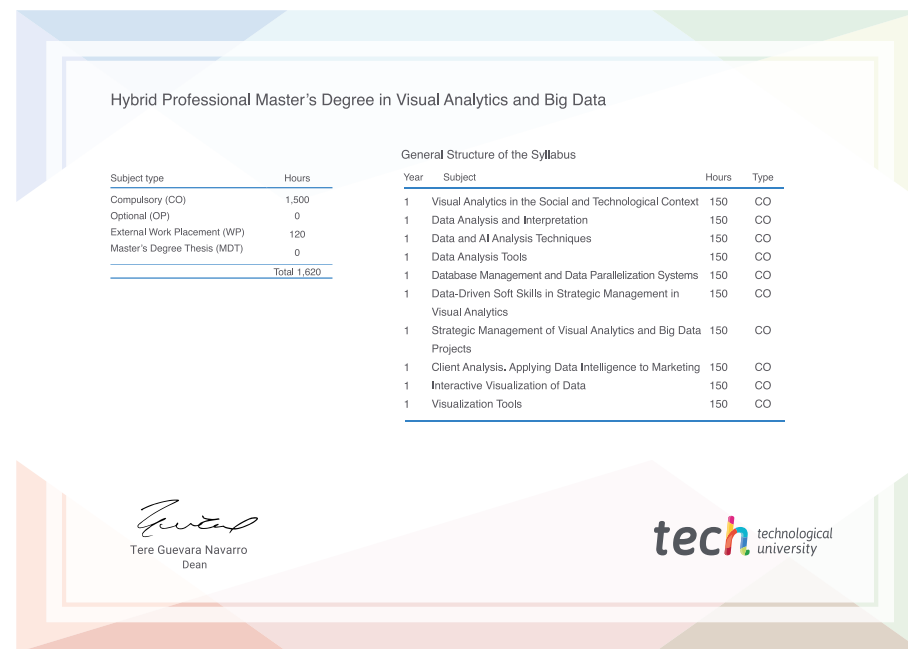 Hybrid Professional Master's Degree in Visual Analytics and Big Data
Subject type Hours
Compulsory (CO) 1,500
Optional (OP) 0
External Work Placement (WP) 120
Master's Degree Thesis (MDT) 0
Total 1,620
General Structure of the Syllabus
Year Subject Hours Type
1 Visual Analytics in the Social and Technological Context 150 CO
1 Data Analysis and Interpretation 150 CO
1 Data and AI Analysis Techniques 150 CO
1 Data Analysis Tools 150 CO
1 Database Management and Data Parallelization Systems 150 CO
1 Data-Driven Soft Skills in Strategic Management in 150 CO
Visual Analytics
1 Strategic Management of Visual Analytics and Big Data 150 CO
Projects
1 Client Analysis. Applying Data Intelligence to Marketing 150 CO
1 Interactive Visualization of Data 150 CO
1 Visualization Tools 150 CO
Tere Guevara Navarro
Dean
tech technological
university